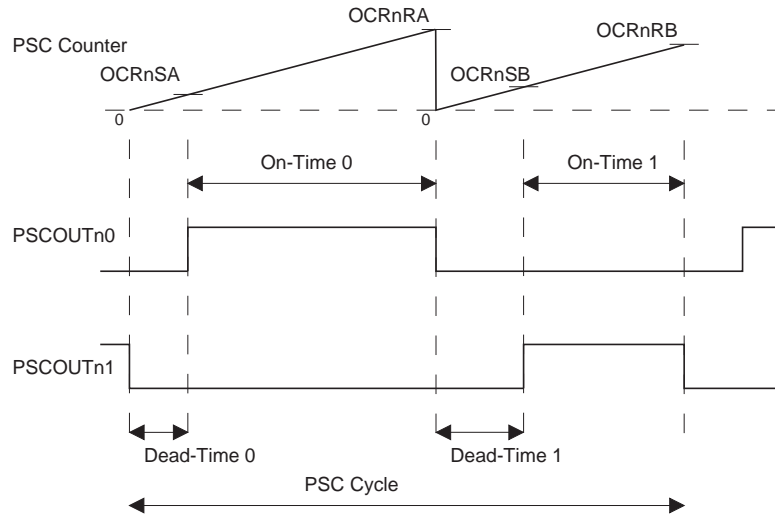 OCRnRA
OCRnRB
PSC Counter
OCRnSA
OCRnSB
0
0
On-Time 0
On-Time 1
PSCOUTn0
PSCOUTn1
Dead-Time 0
Dead-Time 1
PSC Cycle